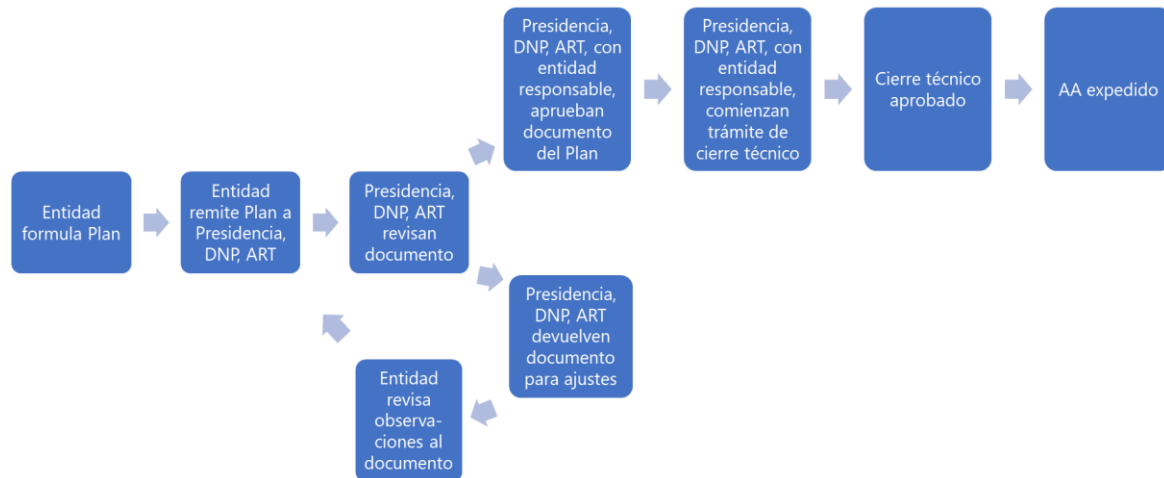 Entidad
formula Plan
Entidad
remite Plan a
Presidencia,
DNP, ART
Presidencia,
DNP, ART
revisan
documento
Presidencia,
DNP, ART, con
entidad
responsable,
aprueban
documento
del Plan
Presidencia,
DNP, ART, con
entidad
responsable,
comienzan
trámite de
cierre técnico
Cierre técnico
aprobado
AA expedido
Presidencia,
DNP, ART
devuelven
documento
para ajustes
Entidad
revisa
observa-
ciones al
documento